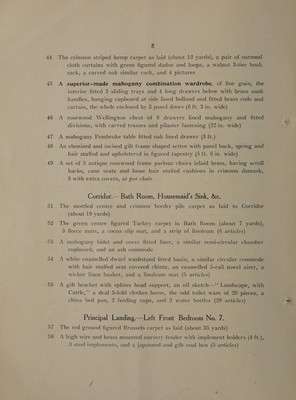 8
44 The crimson striped hemp carpet as laid (about 12 yards), a pair of oatmeal
cloth curtains with green figured darbo and loops, a walnut 3-tier book
rack, a carved oak similar rack, and 4 pictures
45 A superior-made mahogany combination wardrobe, of fine grain, the
interior fitted 3 sliding trays and 4 long drawers below with brass sunk
handles, hanging cupboard at side lined holland and fitted brass rods and
curtain, the whole enclosed by 3 panel doors (6 ft. 3 in. wide)
46 A rosewood Wellington chest of 6 drawers lined mahogany and fitted
divisions, with carved trusses and pilaster fastening (22 in. wide)
47 A mahogany Pembroke table fitted oak lined drawer (3 ft.)
48 An ebonized and incised gilt frame shaped settee with panel back, spring and
hair stuffed and upholstered in figured tapestry (5 ft. 6 in. wide)
49 A set of 5 antique rosewood frame parlour chairs inlaid brass, having scroll
backs, cane seats and loose hair stuffed cushions in crimson damask,
5 with extra covers, at per chair
Corridor.—Bath Room, Housemaid's Sink, &c.
51 The mottled centre and crimson border pile carpet as laid to Corridor
(about 19 yards)
52 The green centre figured Turkey carpet in Bath Room (about 7 yards),
3 fleece mats, a cocoa slip mat, and a strip of linoleum (6 articles)
53 A mahogany bidet and cover fitted liner, a similar semi-circular chamber
cupboard, and an ash commode
54 A white enamelled dwarf washstand fitted basin, a similar circular commode
with hair stuffed seat covered chintz, an enamelled 5-rail towel airer, a
wicker linen basket, and a linoleum mat (5 articles)
55 A gilt bracket with sphinx head support, an oil sketch—"Landscape, with
Cattle," a deal 3-fold clothes horse, the odd toilet ware of 20 pieces, a
china bed pan, 2 feeding cups, and 2 water bottles (28 articles)
Principal Landing.—Left Front Bedroom No. 7.
57 The red ground figured Brussels carpet as laid (about 35 yards)
58 A high wire and brass mounted nursery fender with implement holders (4 ft.),
3 steel implements, and a japanned and gilt coal box (5 articles)